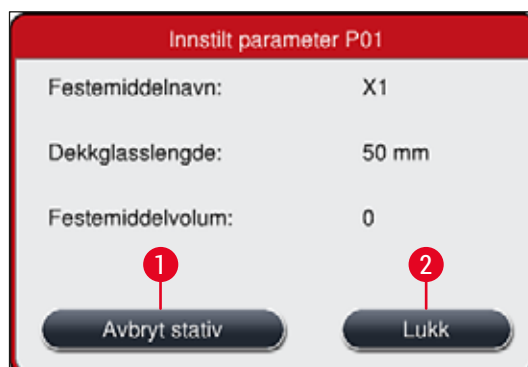 Innstilt parameter P01
Festemiddelnavn: X1
Dekkglasslengde: 50 mm
Festemiddelvolum: 0
1 2
Avbryt stativ Lukk